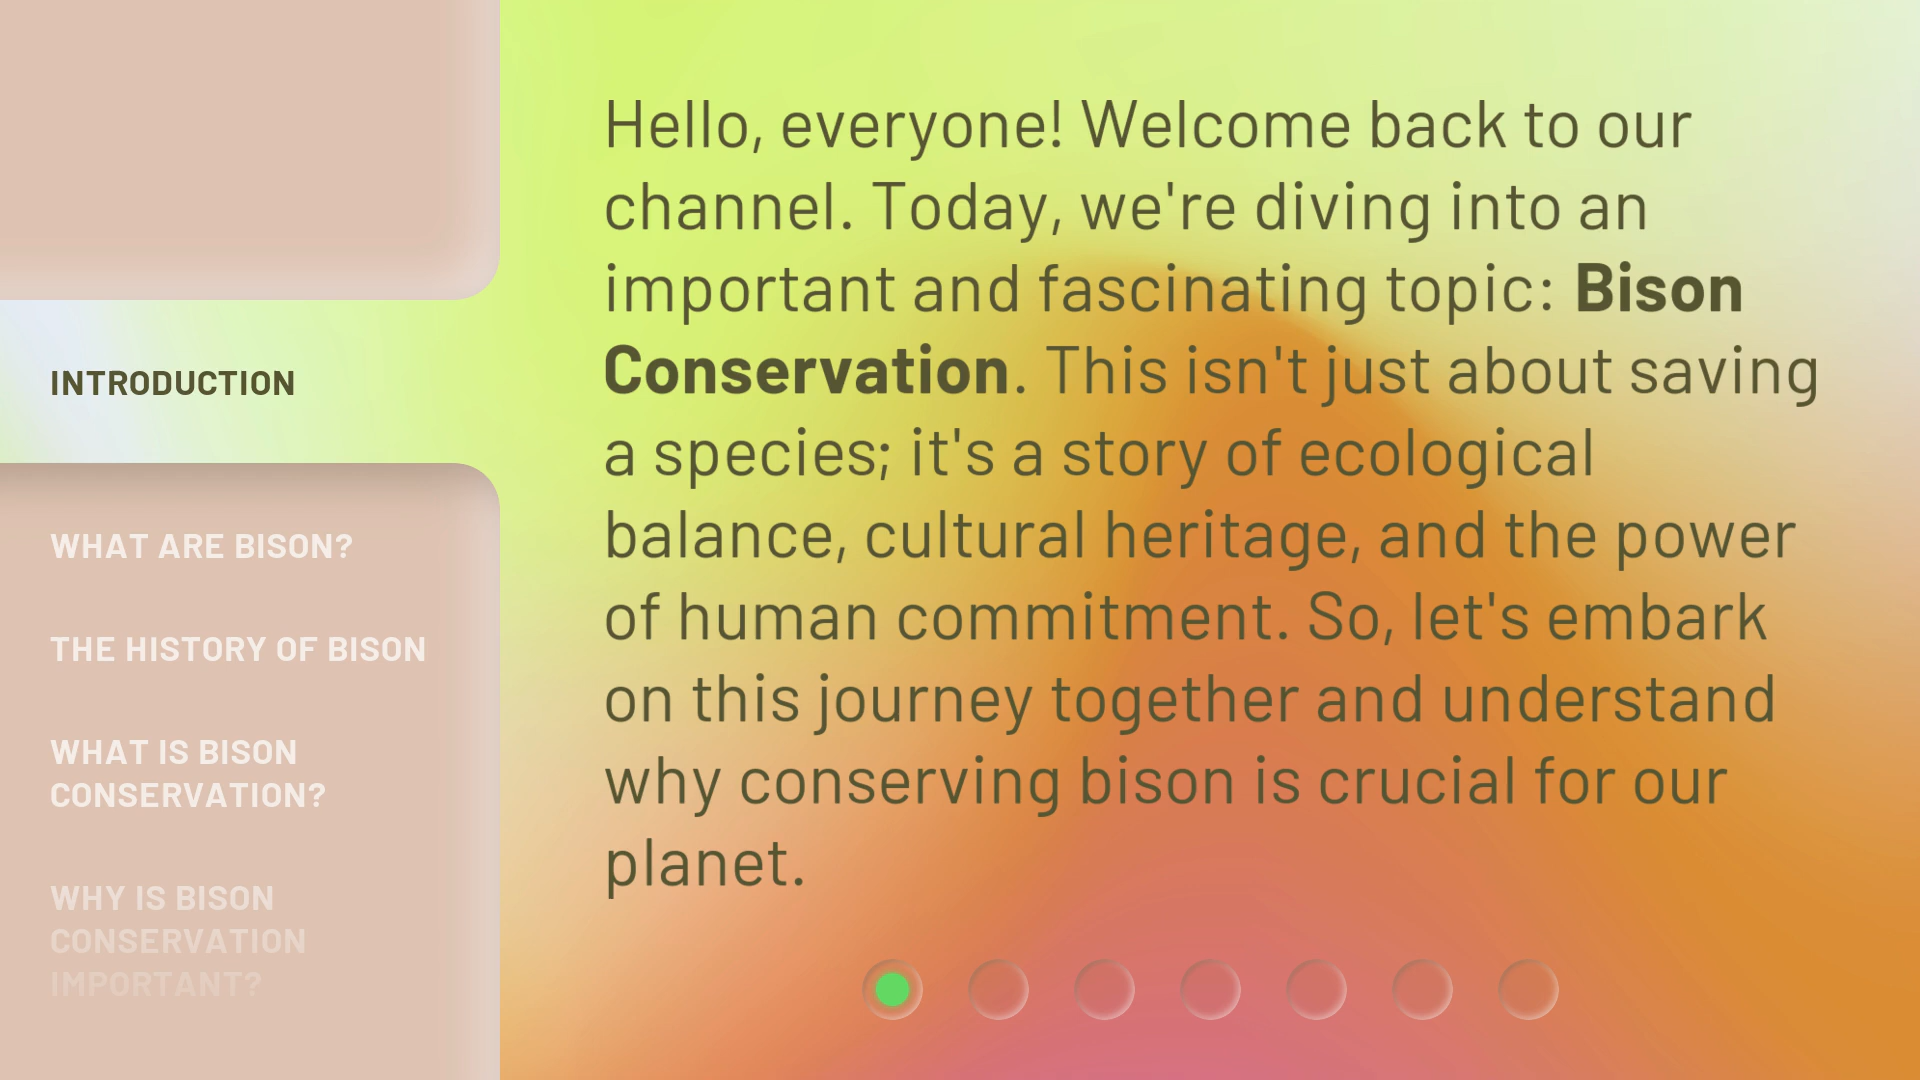 INTRODUCTION
WHAT ARE BISON?
THE HISTORY OF BISON
WHAT IS BISON
CONSERVATION?
WHY IS BISON
CONSERVATION
IMPORTANT?
Hello, everyone! Welcome back to our
channel. Today, we're diving into an
important and fascinating topic: Bison
Conservation. This isn't just about saving
a species; it's a story of ecological
balance, cultural heritage, and the power
of human commitment. So, let's embark
on this journey together and understand
why conserving bison is crucial for our
planet.